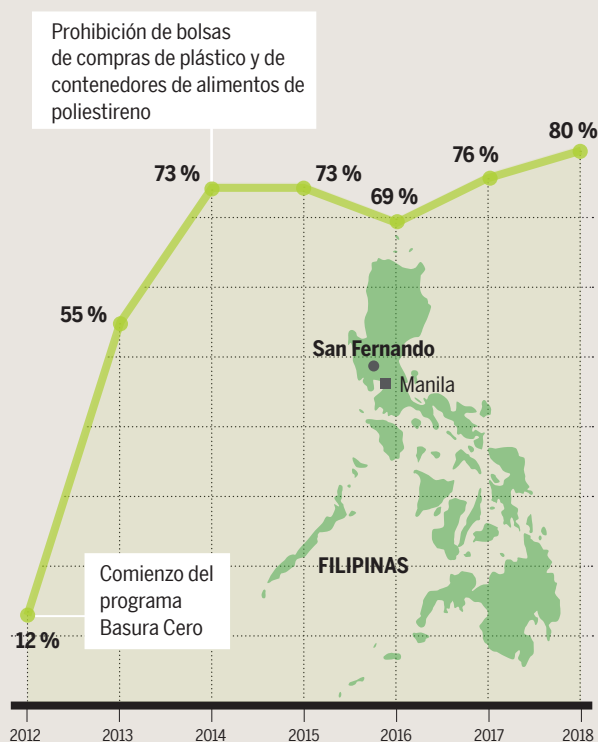 Prohibición de bolsas
de compras de plástico y de
contenedores de alimentos de
poliestireno
80 %
76 %
73 %
73 %
69 %
55 %
San Fernando
Manila
FILIPINAS
Comienzo del
programa
Basura Cero
12 %
2012
2013
2014
2015
2016
2017
2018